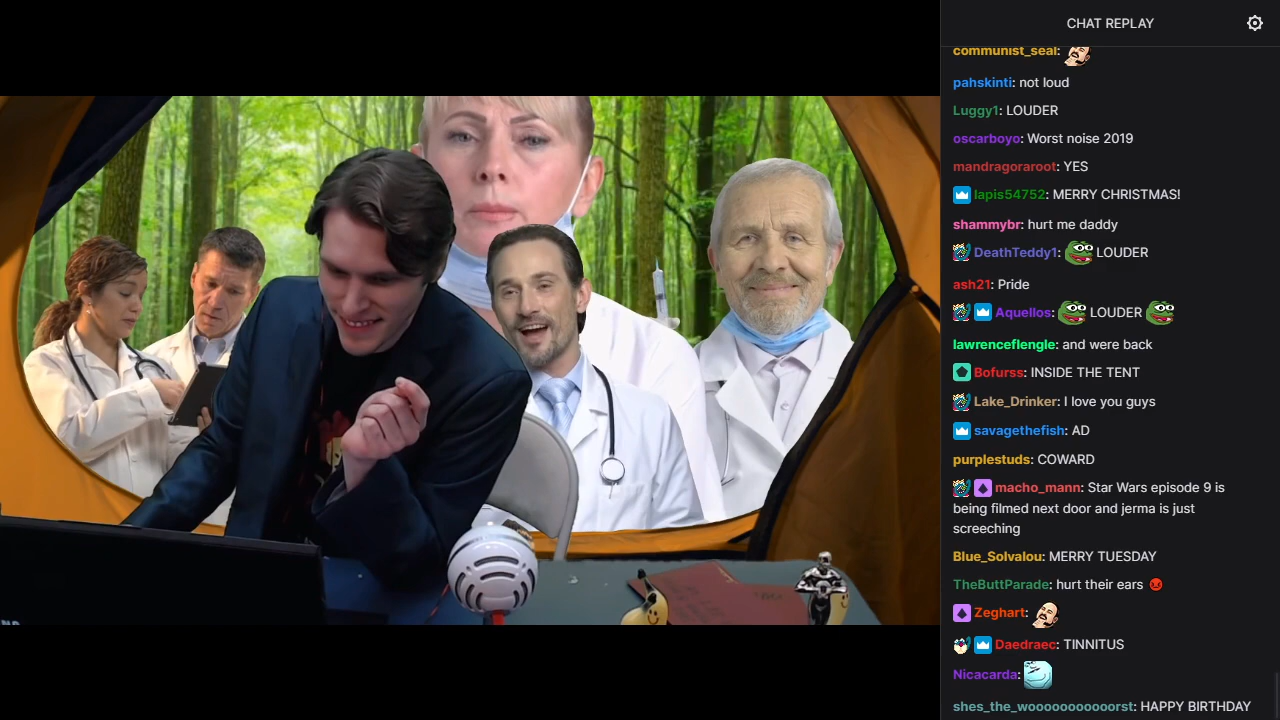 CHAT REPLAY
communist_seal:
pahskinti: not loud
Luggy1: LOUDER
oscarboyo: Worst noise 2019
mandragoraroot: YES
lapis54752: MERRY CHRISTMAS!
shammybr: hurt me daddy
DeathTeddy1: LOUDER
ash21: Pride
Aquellos: LOUDER
lawrenceflengle: and were back
Bofurss: INSIDE THE TENT
Lake_Drinker: I love you guys
savagethefish: AD
purplestuds: COWARD
macho_mann: Star Wars episode 9 is
being filmed next door and jerma is just
screeching
Blue_Solvalou: MERRY TUESDAY
TheButtParade: hurt their ears
Zeghart:
Daedraec: TINNITUS
Nicacarda:
shes_the_wooooooooooorst: HAPPY BIRTHDAY